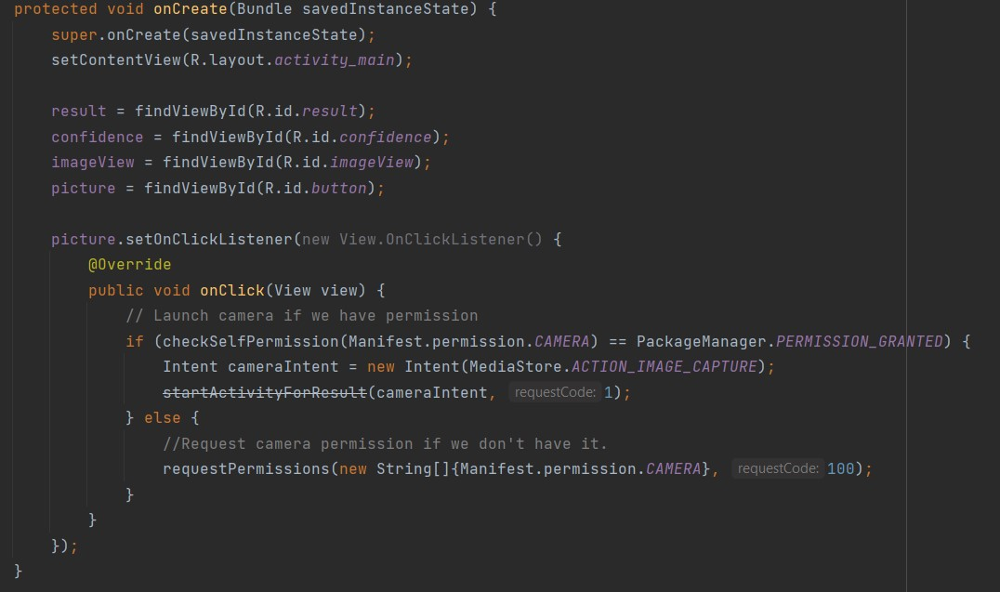 protected void onCreate(Bundle savedInstanceState) {
    super.onCreate(savedInstanceState);
    setContentView(R.layout.activity_main);

    result = findViewById(R.id.result);
    confidence = findViewById(R.id.confidence);
    imageView = findViewById(R.id.imageView);
    picture = findViewById(R.id.button);

    picture.setOnClickListener(new View.OnClickListener() {
        @Override
        public void onClick(View view) {
            // Launch camera if we have permission
            if (checkSelfPermission(Manifest.permission.CAMERA) == PackageManager.PERMISSION_GRANTED) {
                Intent cameraIntent = new Intent(MediaStore.ACTION_IMAGE_CAPTURE);
                startActivityForResult(cameraIntent, requestCode: 1);
            } else {
                //Request camera permission if we don't have it.
                requestPermissions(new String[]{Manifest.permission.CAMERA}, requestCode: 100);
            }
        }
    });
}